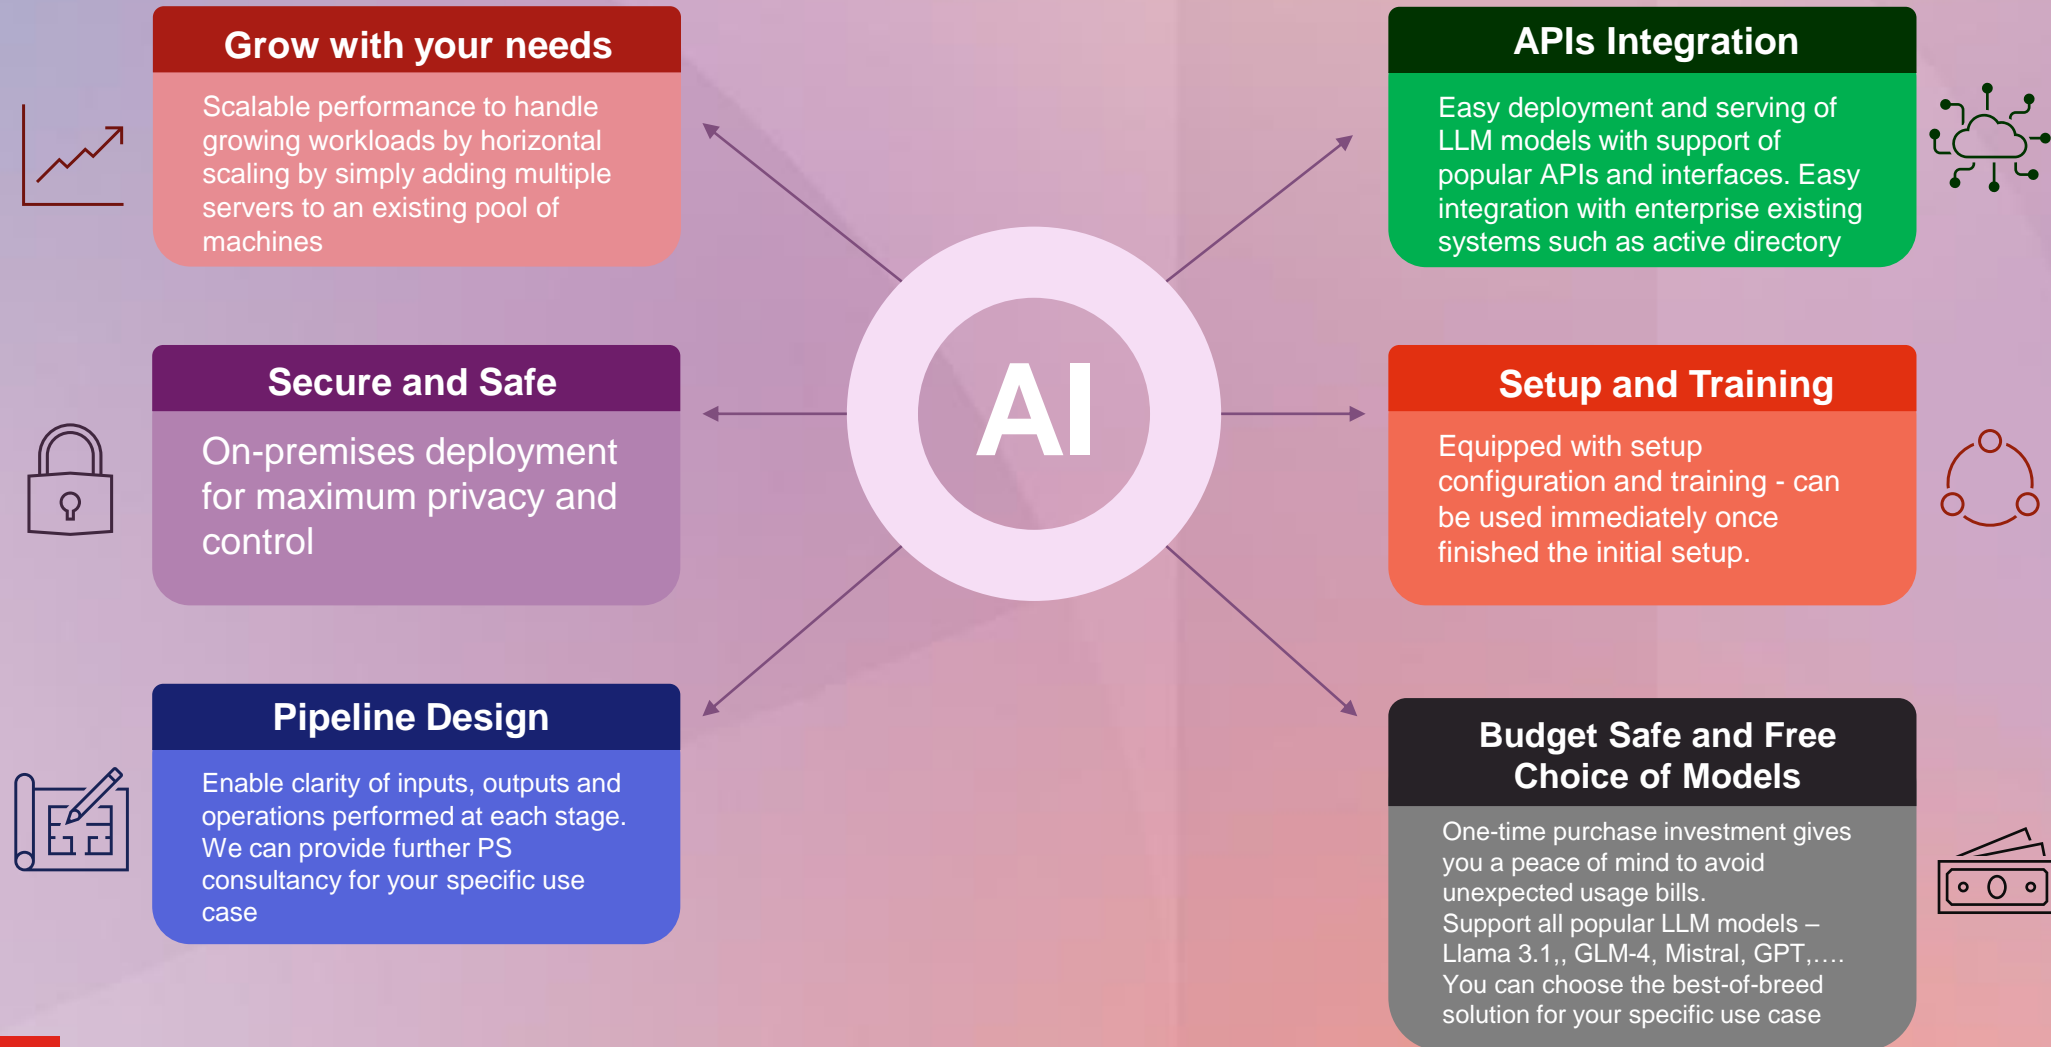 Grow with your needs
Scalable performance to handle
growing workloads by horizontal
scaling by simply adding multiple
servers to an existing pool of
machines
Secure and Safe
On-premises deployment
for maximum privacy and
control
Pipeline Design
Enable clarity of inputs, outputs and
operations performed at each stage.
We can provide further PS
consultancy for your specific use
case
AI
APIs Integration
Easy deployment and serving of
LLM models with support of
popular APIs and interfaces. Easy
integration with enterprise existing
systems such as active directory
Setup and Training
Equipped with setup
configuration and training - can
be used immediately once
finished the initial setup.
Budget Safe and Free
Choice of Models
One-time purchase investment gives
you a peace of mind to avoid
unexpected usage bills.
Support all popular LLM models –
Llama 3.1,, GLM-4, Mistral, GPT,….
You can choose the best-of-breed
solution for your specific use case